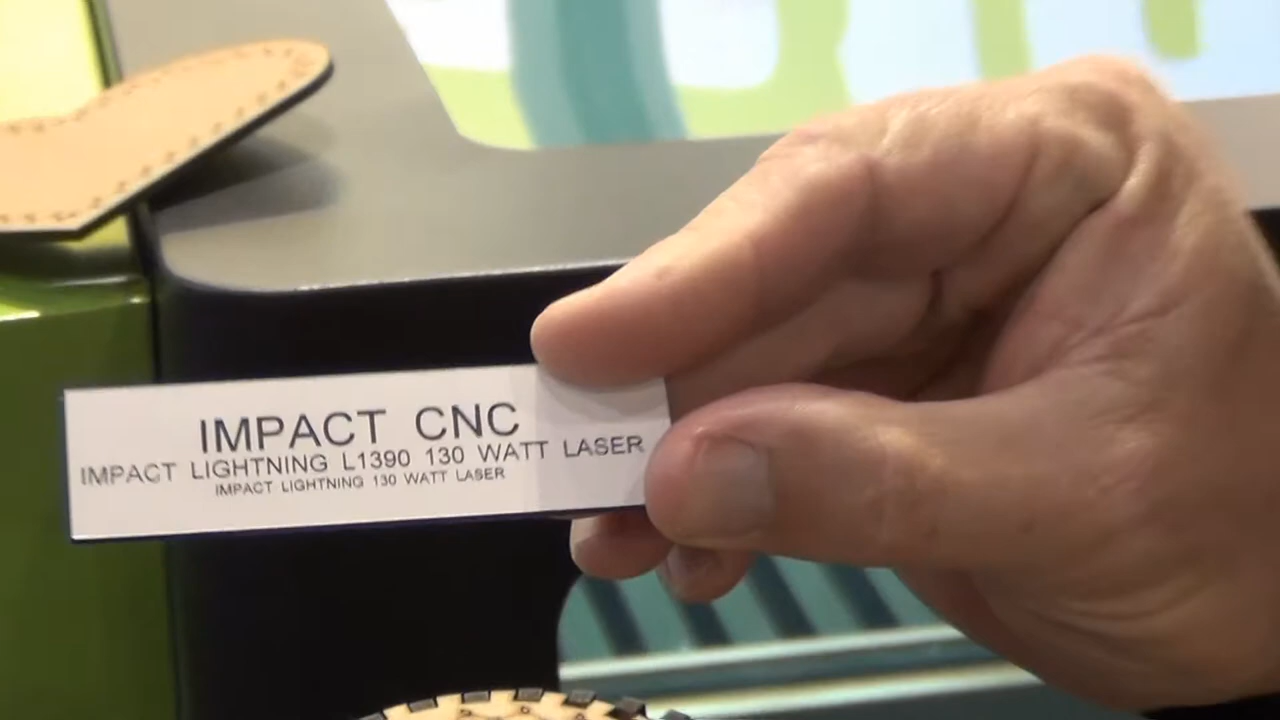 IMPACT CNC
IMPACT LIGHTNING L1390 130 WATT LASER
IMPACT LIGHTNING 130 WATT LASER